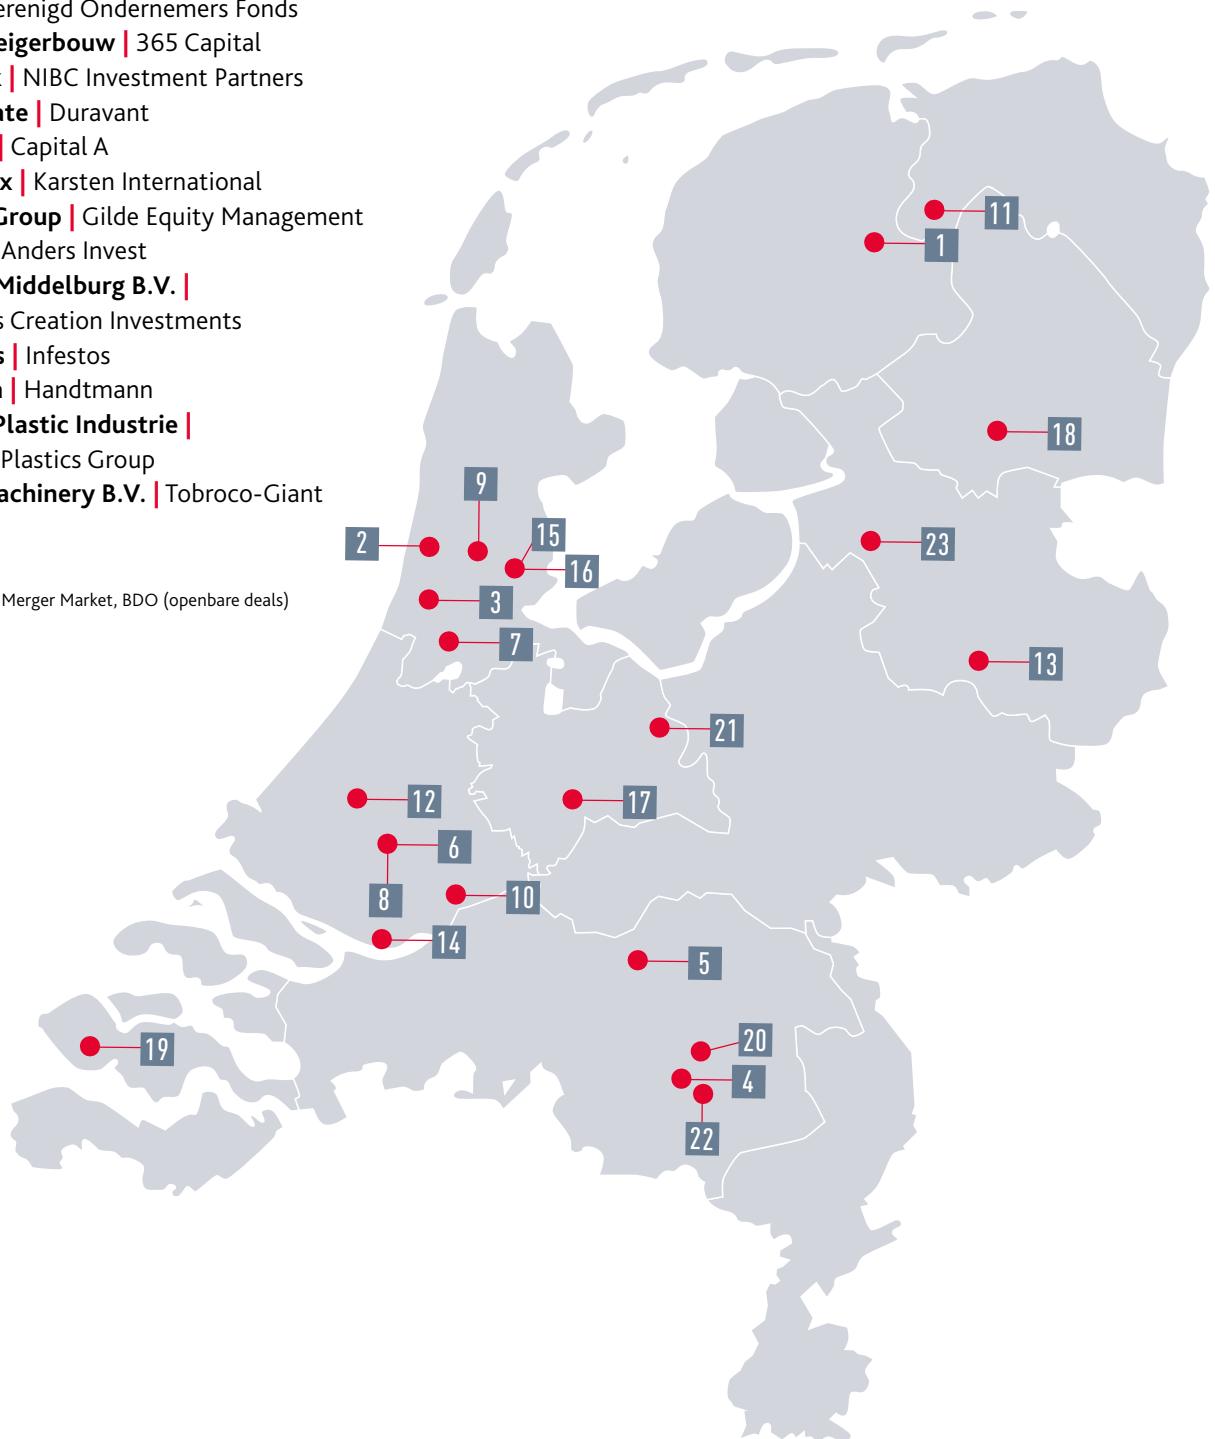 erenigd Ondernemers Fonds
eigerbouw | 365 Capital
| NIBC Investment Partners
ate | Duravant
| Capital A
x | Karsten International
Group | Gilde Equity Management
Anders Invest
Middelburg B.V. |
s Creation Investments
s | Infestos
| Handtmann
Plastic Industrie |
Plastics Group
achinery B.V. | Tobroco-Giant
Merger Market, BDO (openbare deals)
11
1
18
9
2
15
16
23
3
7
13
21
12
17
6
8
10
14
5
19
20
4
22